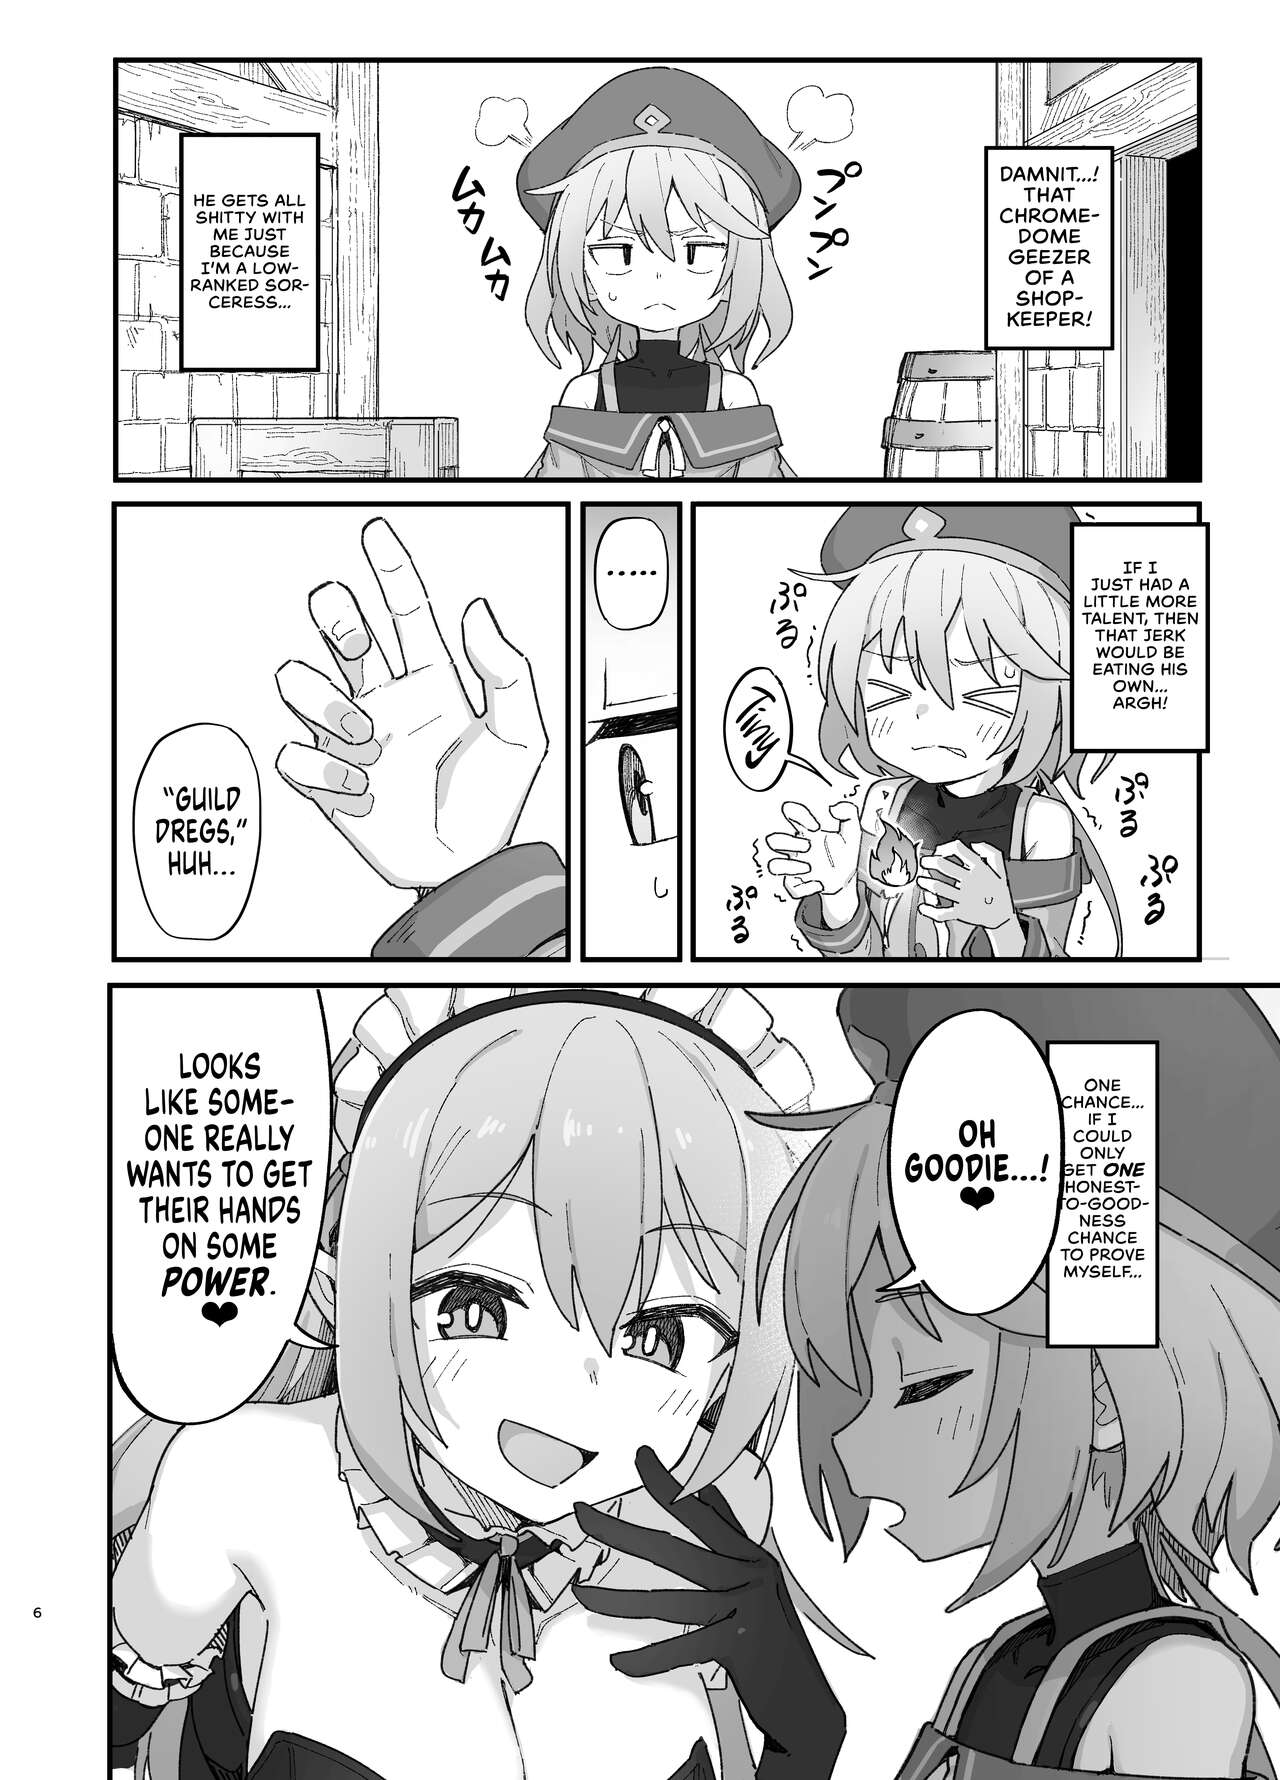 DAMNIT...!
THAT
CHROME-
DOME
GEEZER
OF A
SHOP-
KEEPER!
プンプン
ムカムカ
HE GETS ALL
SHITTY WITH
ME JUST
BECAUSE
I'M A LOW-
RANKED SOR-
CERESS...
IF I
JUST HAD A
LITTLE MORE
TALENT, THEN
THAT JERK
WOULD BE
EATING HIS
OWN...
ARGH!
ぷる
ぷる
ぷる
ぷる
Tiny
......
"GUILD
DREGS,"
HUH...
ONE
CHANCE...
IF I
COULD
ONLY
GET ONE
HONEST-
TO-GOOD-
NESS
CHANCE
TO PROVE
MYSELF...
OH
GOODIE...!
❤
LOOKS
LIKE SOME-
ONE REALLY
WANTS TO GET
THEIR HANDS
ON SOME
POWER.
❤
6